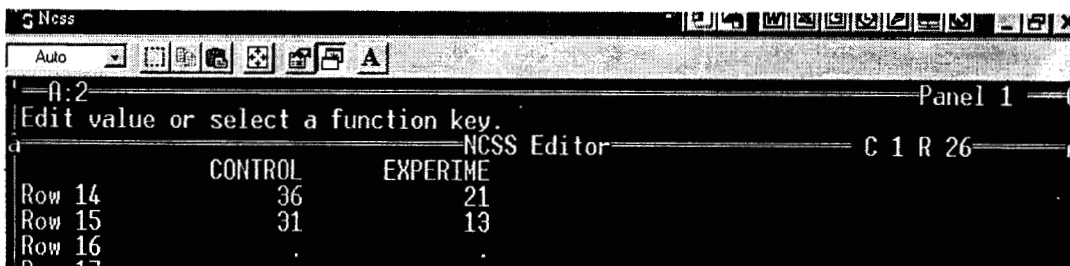 Ncss
Auto A
A:2 Panel 1
Edit value or select a function key.
a NCSS Editor C 1 R 26
CONTROL EXPERIME
Row 14 36 21
Row 15 31 13
Row 16 . .